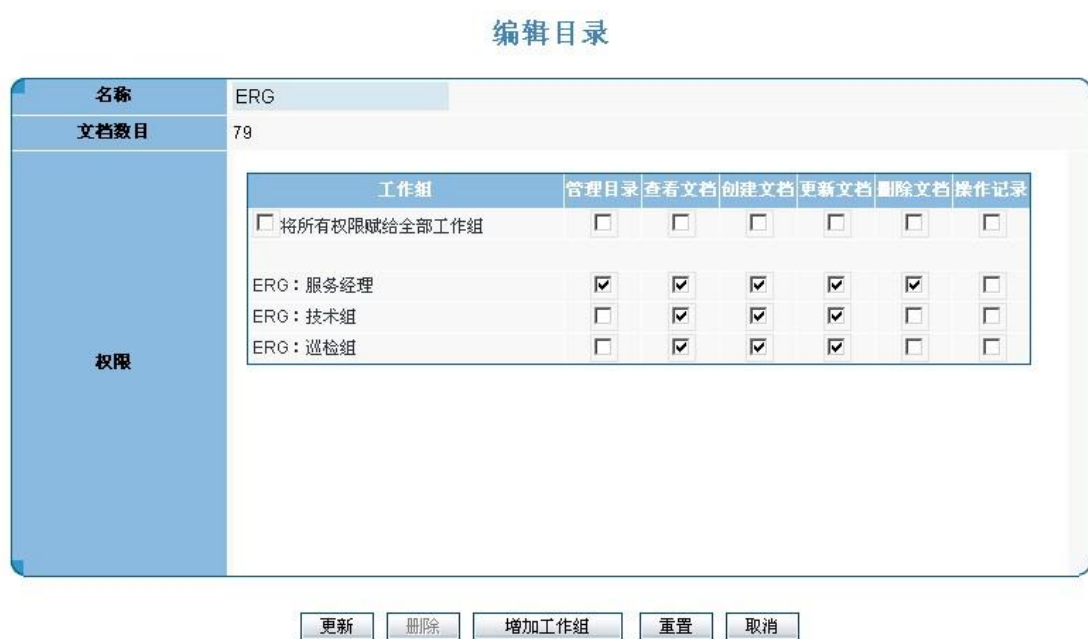 编辑目录
名称 ERG
文档数目 79
权限
工作组 管理目录 查看文档 创建文档 更新文档 删除文档 操作记录
将所有权限赋给全部工作组
ERG：服务经理
ERG：技术组
ERG：巡检组
更新 删除 增加工作组 重置 取消